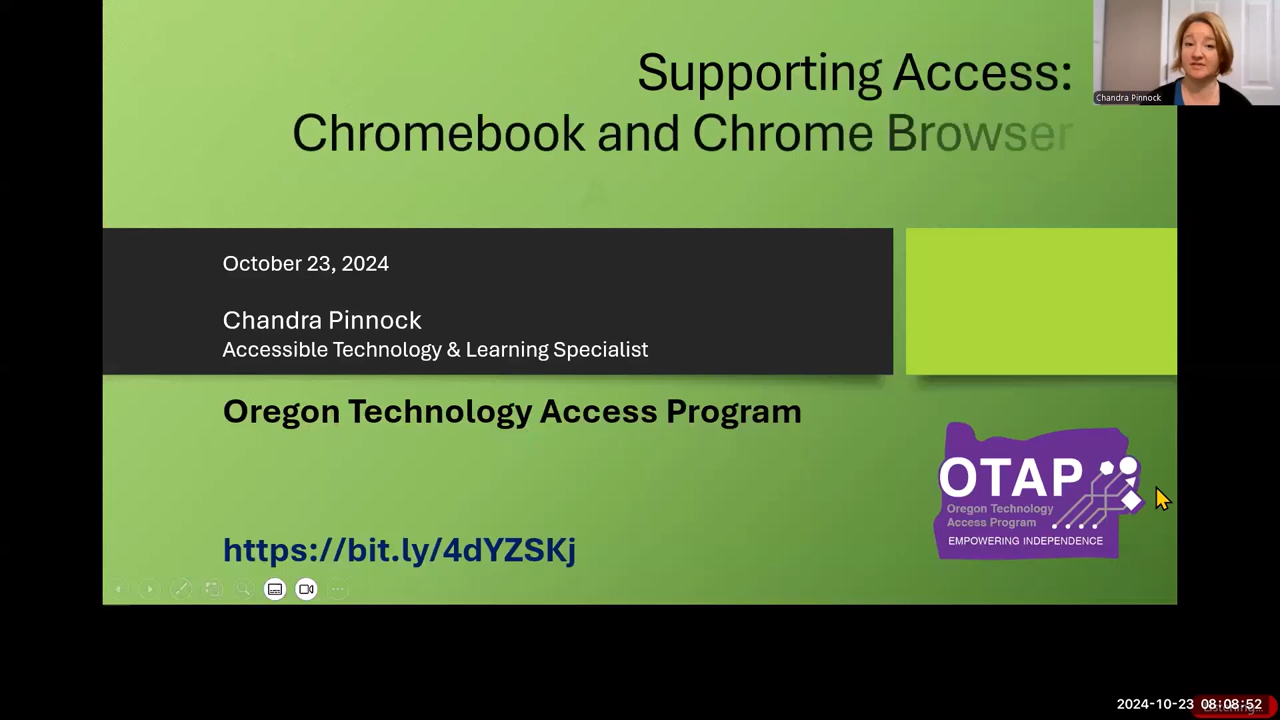 Supporting Access:
Chromebook and Chrome Browser
A
Chandra Pinnock
October 23, 2024
Chandra Pinnock
Accessible Technology & Learning Specialist
Oregon Technology Access Program
OTAP
Oregon Technology
Access Program
EMPOWERING INDEPENDENCE
https://bit.ly/4dYZSKj
2024-10-23 08:08:52